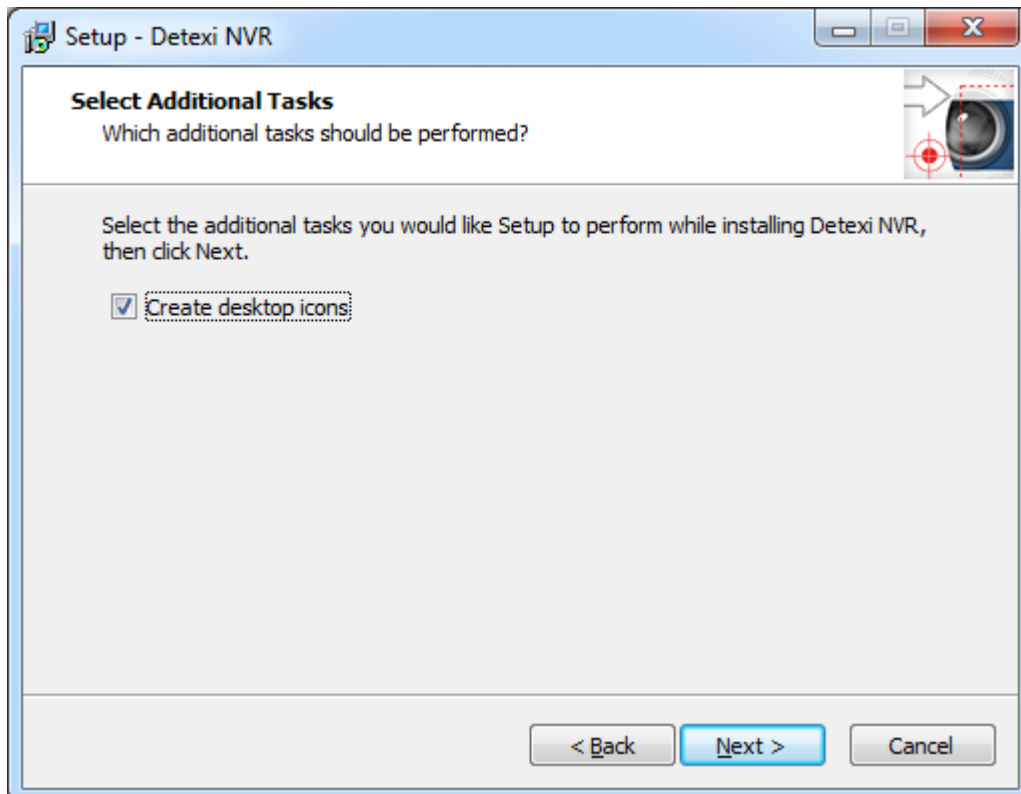 Setup - Detexi NVR
Select Additional Tasks
Which additional tasks should be performed?
Select the additional tasks you would like Setup to perform while installing Detexi NVR,
then click Next.
Create desktop icons
< Back
Next >
Cancel